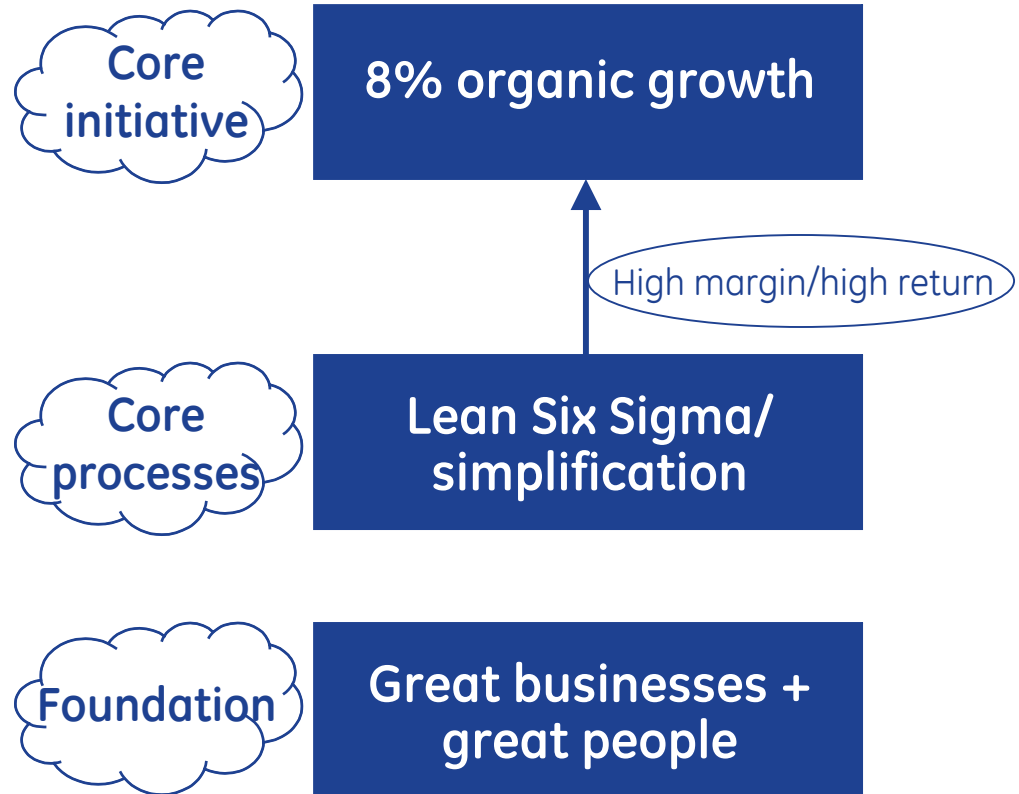 Core
initiative
8% organic growth
High margin/high return
Core
processes
Lean Six Sigma/
simplification
Foundation
Great businesses +
great people